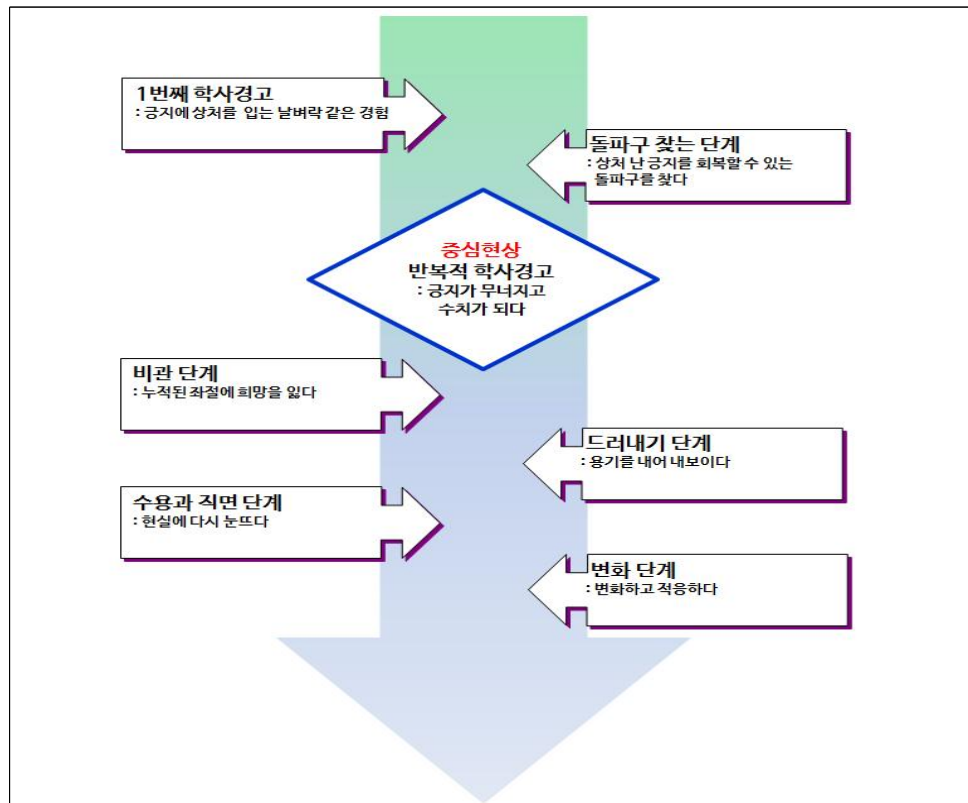 1번째 학사경고
: 긍지에 상처를 입는 날벼락 같은 경험
돌파구 찾는 단계
: 상처 난 긍지를 회복할 수 있는
돌파구를 찾다
중심현상
반복적 학사경고
: 긍지가 무너지고
수치가 되다
비관 단계
: 누적된 좌절에 희망을 잃다
드러내기 단계
: 용기를 내어 내보이다
수용과 직면 단계
: 현실에 다시 눈뜨다
변화 단계
: 변화하고 적응하다